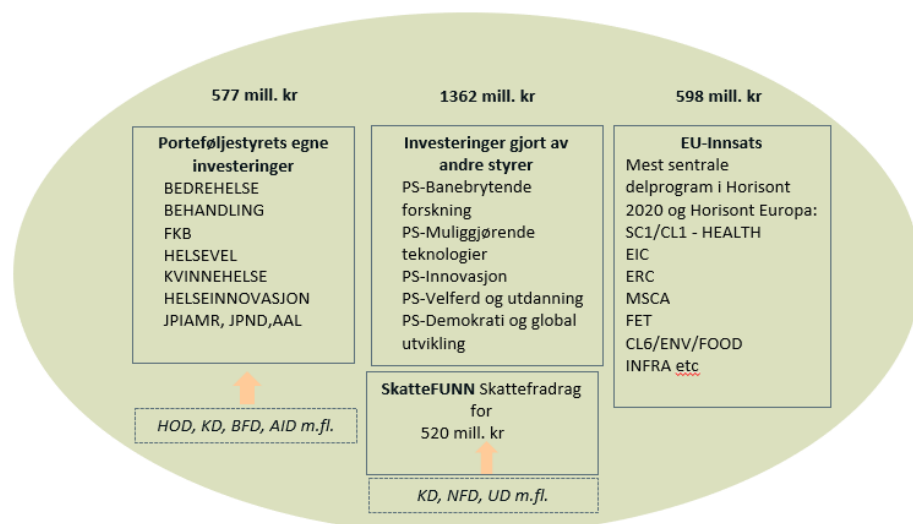 577 mill. kr
Porteføljestyrets egne
investeringer
BEDREHELSE
BEHANDLING
FKB
HELSEVEL
KVINNEHELSE
HELSEINNOVASJON
JPIAMR, JPND,AAL
HOD, KD, BFD, AID m.fl.
1362 mill. kr
Investeringer gjort av
andre styrer
PS-Banebrytende
forskning
PS-Muliggjørende
teknologier
PS-Innovasjon
PS-Velferd og utdanning
PS-Demokrati og global
utvikling
SkatteFUNN Skattefradrag
for
520 mill. kr
KD, NFD, UD m.fl.
598 mill. kr
EU-Innsats
Mest sentrale
delprogram i Horisont
2020 og Horisont Europa:
SC1/CL1 - HEALTH
EIC
ERC
MSCA
FET
CL6/ENV/FOOD
INFRA etc